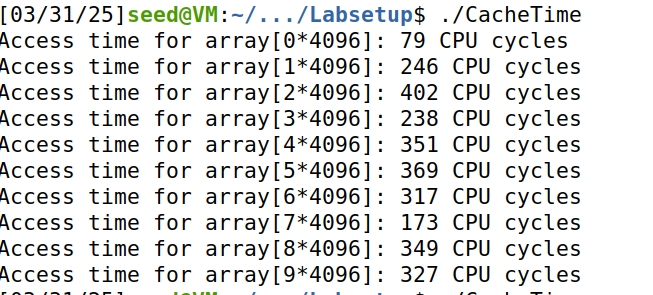 [03/31/25]seed@VM:~/.../Labsetup$ ./CacheTime
Access time for array[0*4096]: 79 CPU cycles
Access time for array[1*4096]: 246 CPU cycles
Access time for array[2*4096]: 402 CPU cycles
Access time for array[3*4096]: 238 CPU cycles
Access time for array[4*4096]: 351 CPU cycles
Access time for array[5*4096]: 369 CPU cycles
Access time for array[6*4096]: 317 CPU cycles
Access time for array[7*4096]: 173 CPU cycles
Access time for array[8*4096]: 349 CPU cycles
Access time for array[9*4096]: 327 CPU cycles